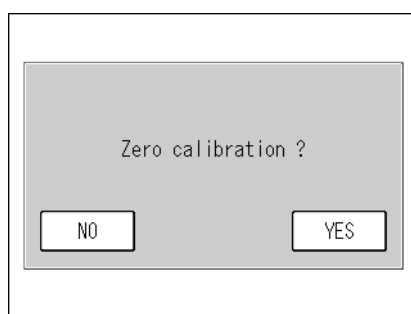 Zero calibration ?
NO YES